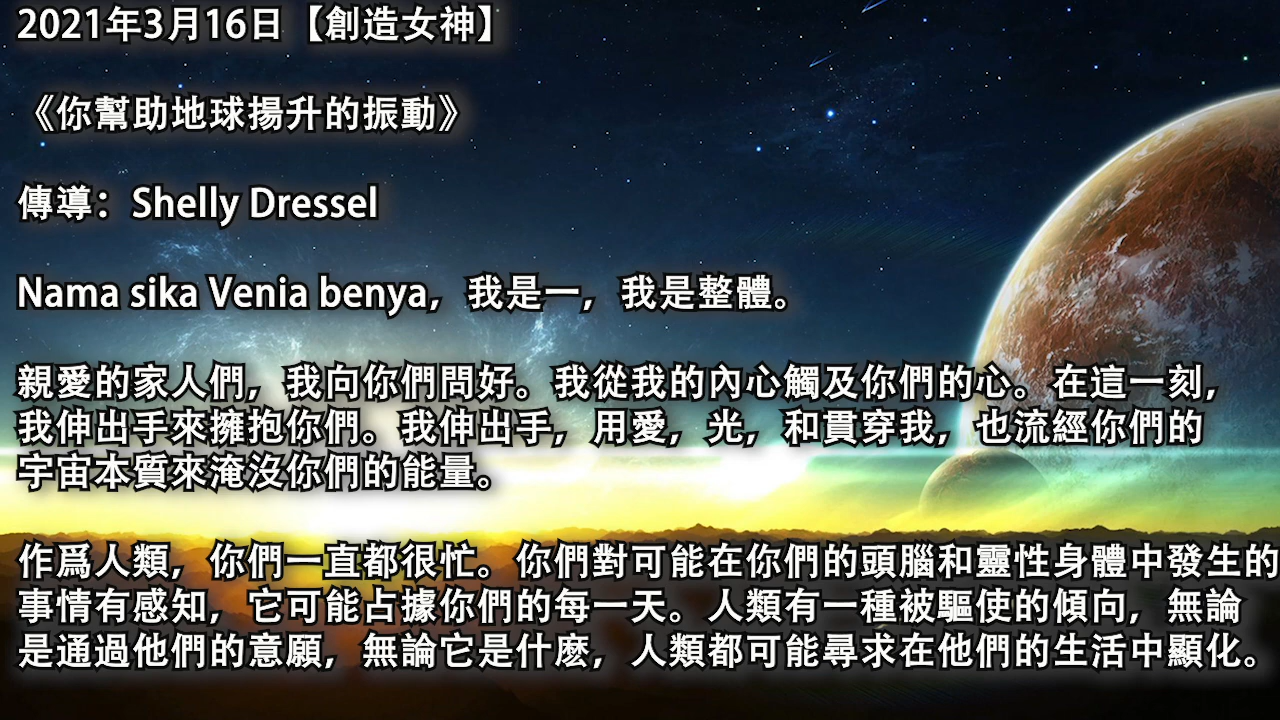 2021年3月16日【創造女神】
《你幫助地球揚升的振動》
傳導：Shelly Dressel
Nama sika Venia benya，我是一，我是整體。
親愛的家人們，我向你們問好。我從我的內心觸及你們的心。在這一刻，
我伸出手來擁抱你們。我伸出手，用愛，光，和貫穿我，也流經你們的
宇宙本質來淹沒你們的能量。
作爲人類，你們一直都很忙。你們對可能在你們的頭腦和靈性身體中發生的
事情有感知，它可能占據你們的每一天。人類有一種被驅使的傾向，無論
是通過他們的意願，無論它是什麽，人類都可能尋求在他們的生活中顯化。